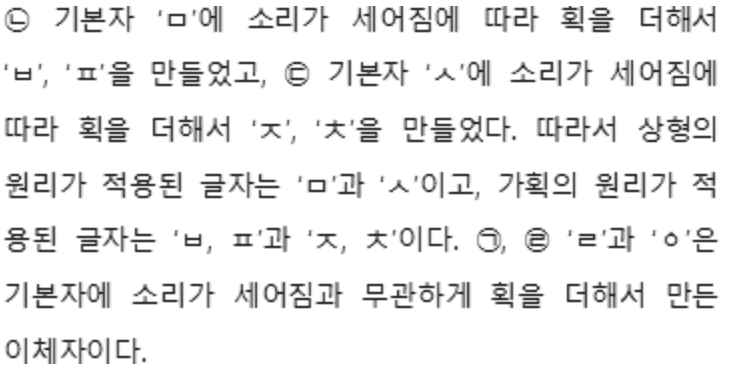 ㉡ 기본자 ‘ㅁ’에 소리가 세어짐에 따라 획을 더해서
‘ㅂ’, ‘ㅍ’을 만들었고, ㉢ 기본자 ‘ㅅ’에 소리가 세어짐에
따라 획을 더해서 ‘ㅈ’, ‘ㅊ’을 만들었다. 따라서 상형의
원리가 적용된 글자는 ‘ㅁ’과 ‘ㅅ’이고, 가획의 원리가 적
용된 글자는 ‘ㅂ, ㅍ’과 ‘ㅈ, ㅊ’이다. ㉠, ㉣ ‘ㄹ’과 ‘ㆁ’은
기본자에 소리가 세어짐과 무관하게 획을 더해서 만든
이체자이다.